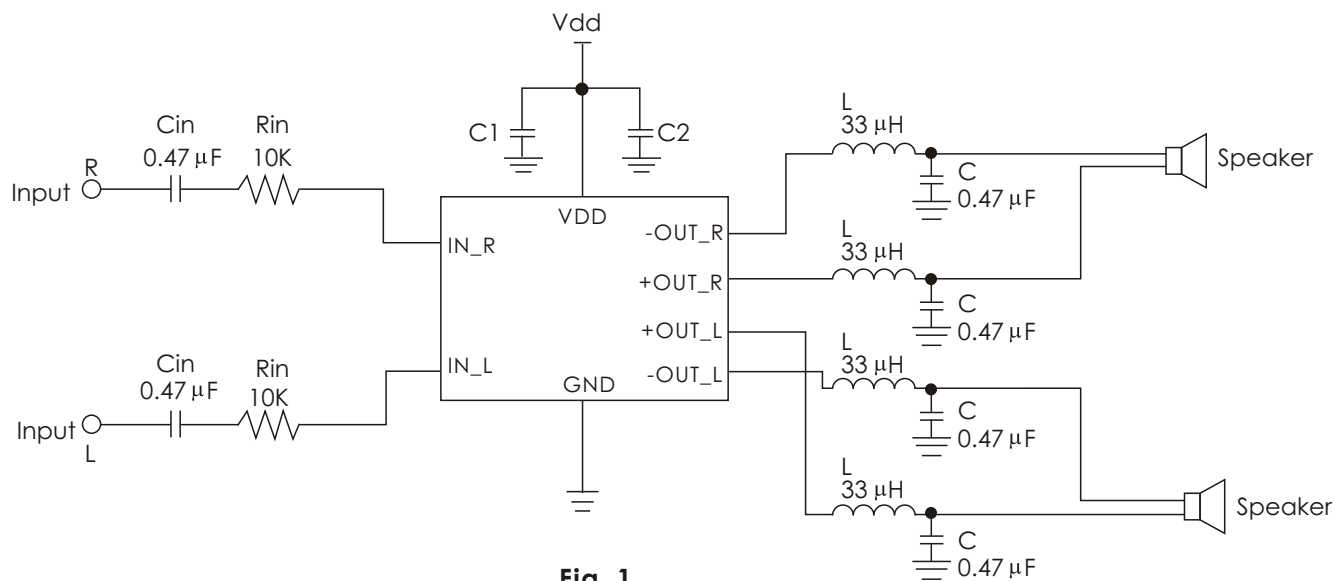 Vdd
C1
C2
Cin
0.47 μF
Rin
10K
R
Input
VDD
IN_R
-OUT_R
+OUT_R
+OUT_L
-OUT_L
IN_L
GND
Cin
0.47 μF
Rin
10K
Input
L
L
33 μH
C
0.47 μF
Speaker
L
33 μH
C
0.47 μF
L
33 μH
C
0.47 μF
L
33 μH
C
0.47 μF
Speaker
Fig. 1